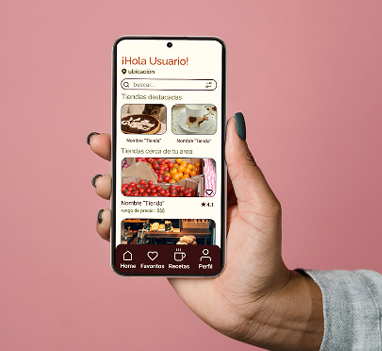 ¡Hola Usuario!
ubicación
buscar...
Tiendas destacadas
Nombre "Tienda" Nombre "Tienda"
Tiendas cerca de tu area
Nombre "Tienda" ★4.1
rango de precio: $$$
Home Favoritos Recetas Perfil